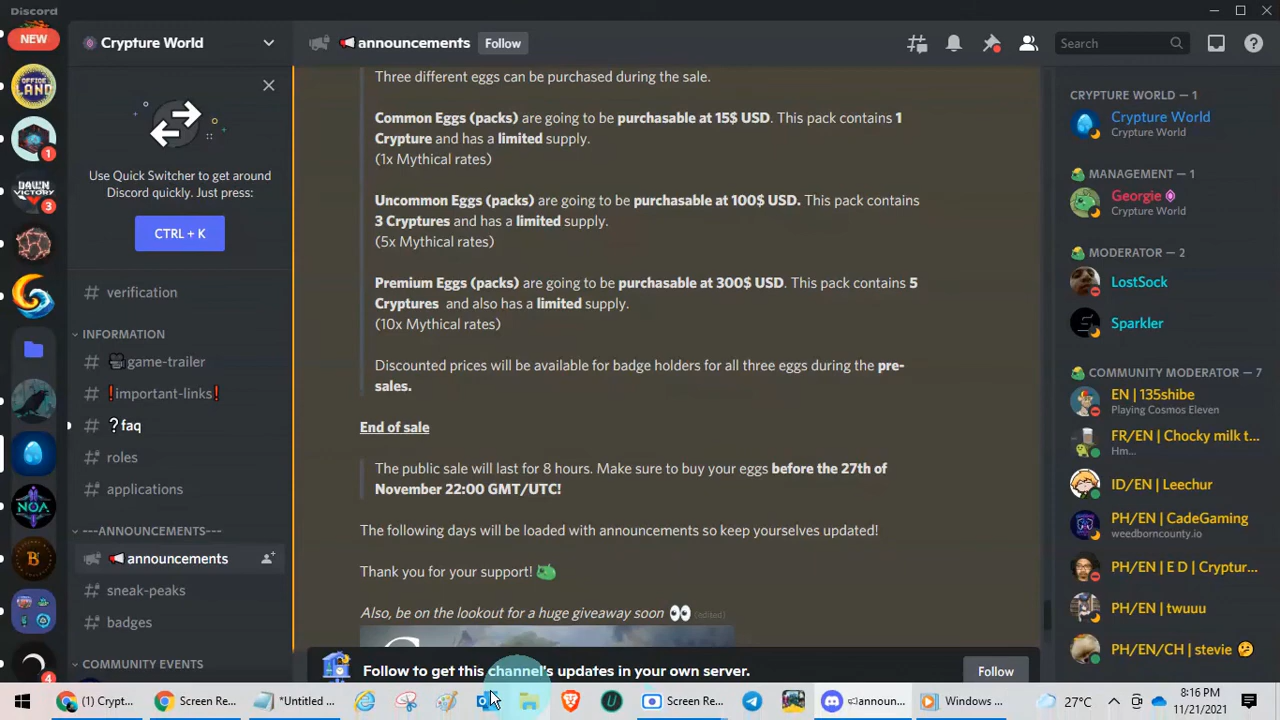 Discord
NEW
Crypture World
announcements
Follow
Search
OFFICE LAND
1
DAWN VICTORY
3
NOA
B
1
Use Quick Switcher to get around
Discord quickly. Just press:
CTRL + K
verification
INFORMATION
game-trailer
❗important-links❗
?faq
roles
applications
---ANNOUNCEMENTS---
announcements
sneak-peaks
badges
COMMUNITY EVENTS
Three different eggs can be purchased during the sale.
Common Eggs (packs) are going to be purchasable at 15$ USD. This pack contains 1
Crypture and has a limited supply.
(1x Mythical rates)
Uncommon Eggs (packs) are going to be purchasable at 100$ USD. This pack contains
3 Cryptures and has a limited supply.
(5x Mythical rates)
Premium Eggs (packs) are going to be purchasable at 300$ USD. This pack contains 5
Cryptures and also has a limited supply.
(10x Mythical rates)
Discounted prices will be available for badge holders for all three eggs during the pre-
sales.
End of sale
The public sale will last for 8 hours. Make sure to buy your eggs before the 27th of
November 22:00 GMT/UTC!
The following days will be loaded with announcements so keep yourselves updated!
Thank you for your support!
Also, be on the lookout for a huge giveaway soon 👀 (edited)
Follow to get this channel's updates in your own server.
Follow
CRYPTURE WORLD — 1
Crypture World
Crypture World
MANAGEMENT — 1
Georgie
Crypture World
MODERATOR — 2
LostSock
Sparkler
COMMUNITY MODERATOR — 7
EN | 135shibe
Playing Cosmos Eleven
FR/EN | Chocky milk t...
Hm...
ID/EN | Leechur
PH/EN | CadeGaming
weedborncounty.io
PH/EN | E D | Cryptur...
PH/EN | twuuu
PH/EN/CH | stevie 🤔
(1) Crypt...
Screen Re...
*Untitled ...
Screen Re...
announ...
Windows ...
27°C
8:16 PM
11/21/2021